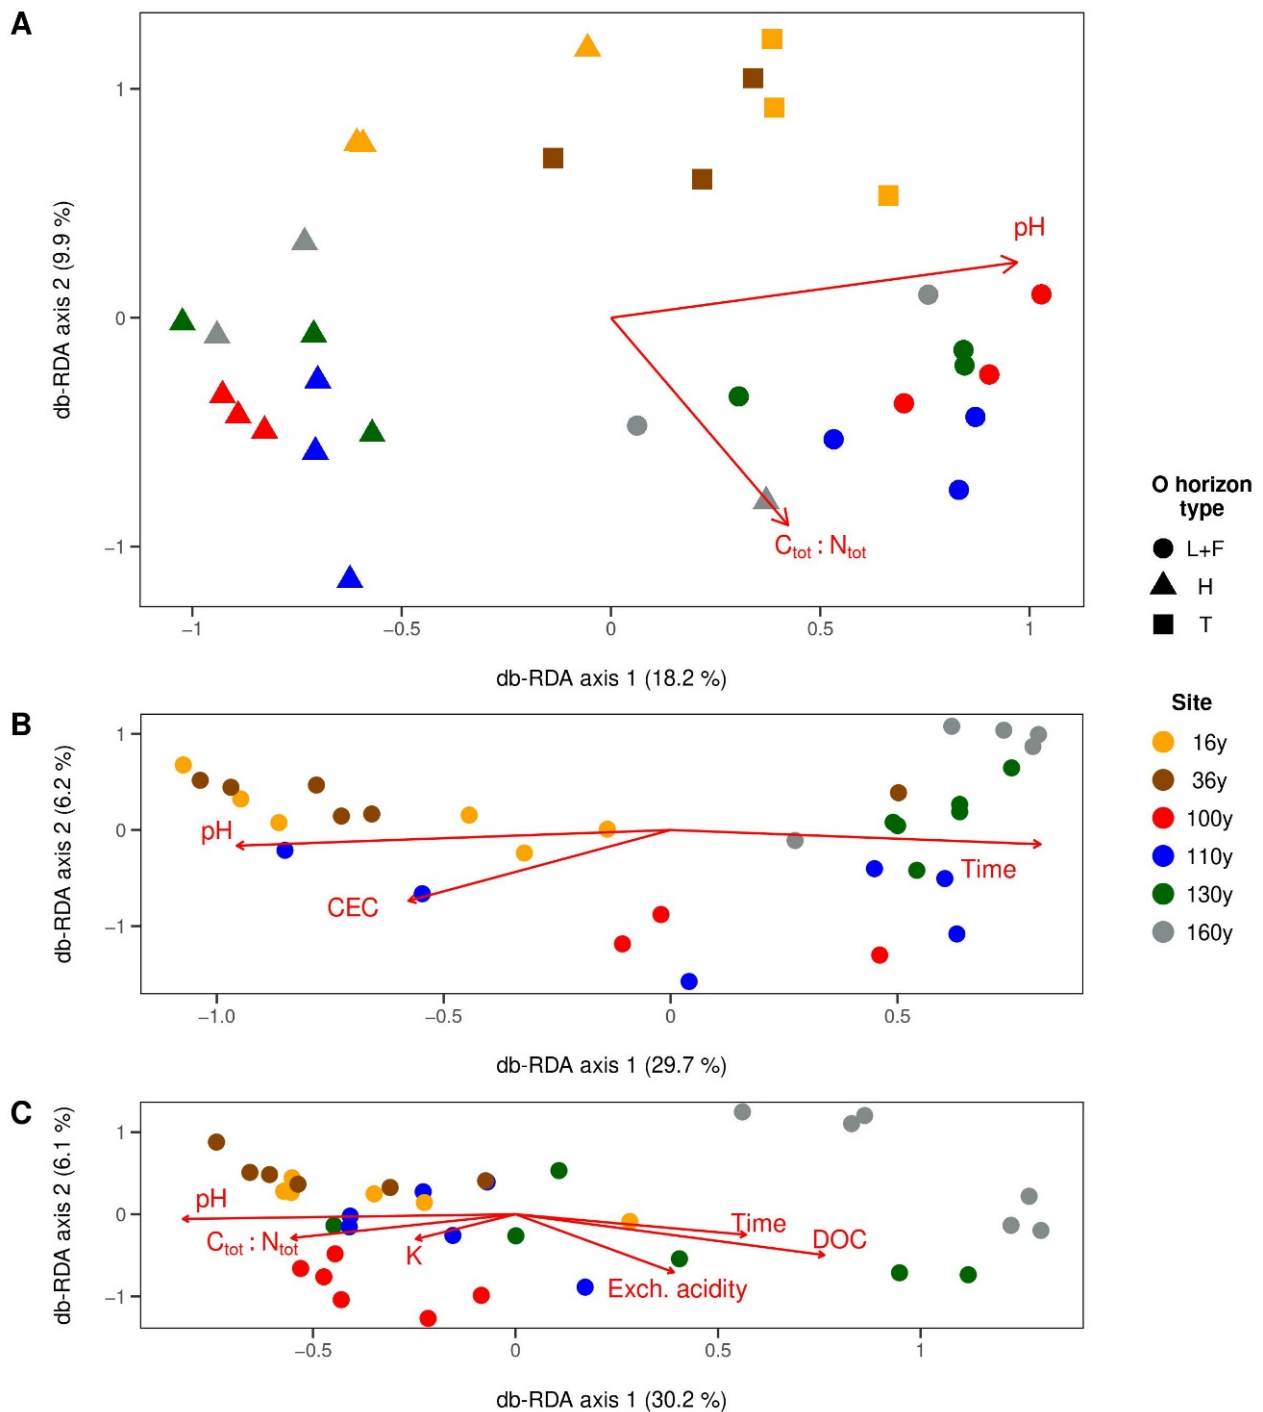 A
1
0
−1
db-RDA axis 2 (9.9 %)
pH
Ctot : Ntot
−1
−0.5
0
0.5
1
db-RDA axis 1 (18.2 %)
O horizon
type
L+F
H
T
Site
16y
36y
100y
110y
130y
160y
B
1
0
−1
db-RDA axis 2 (6.2 %)
pH
CEC
Time
−1.0
−0.5
0
0.5
db-RDA axis 1 (29.7 %)
C
1
0
−1
db-RDA axis 2 (6.1 %)
pH
Ctot : Ntot
K
Time
DOC
Exch. acidity
−0.5
0
0.5
1
db-RDA axis 1 (30.2 %)